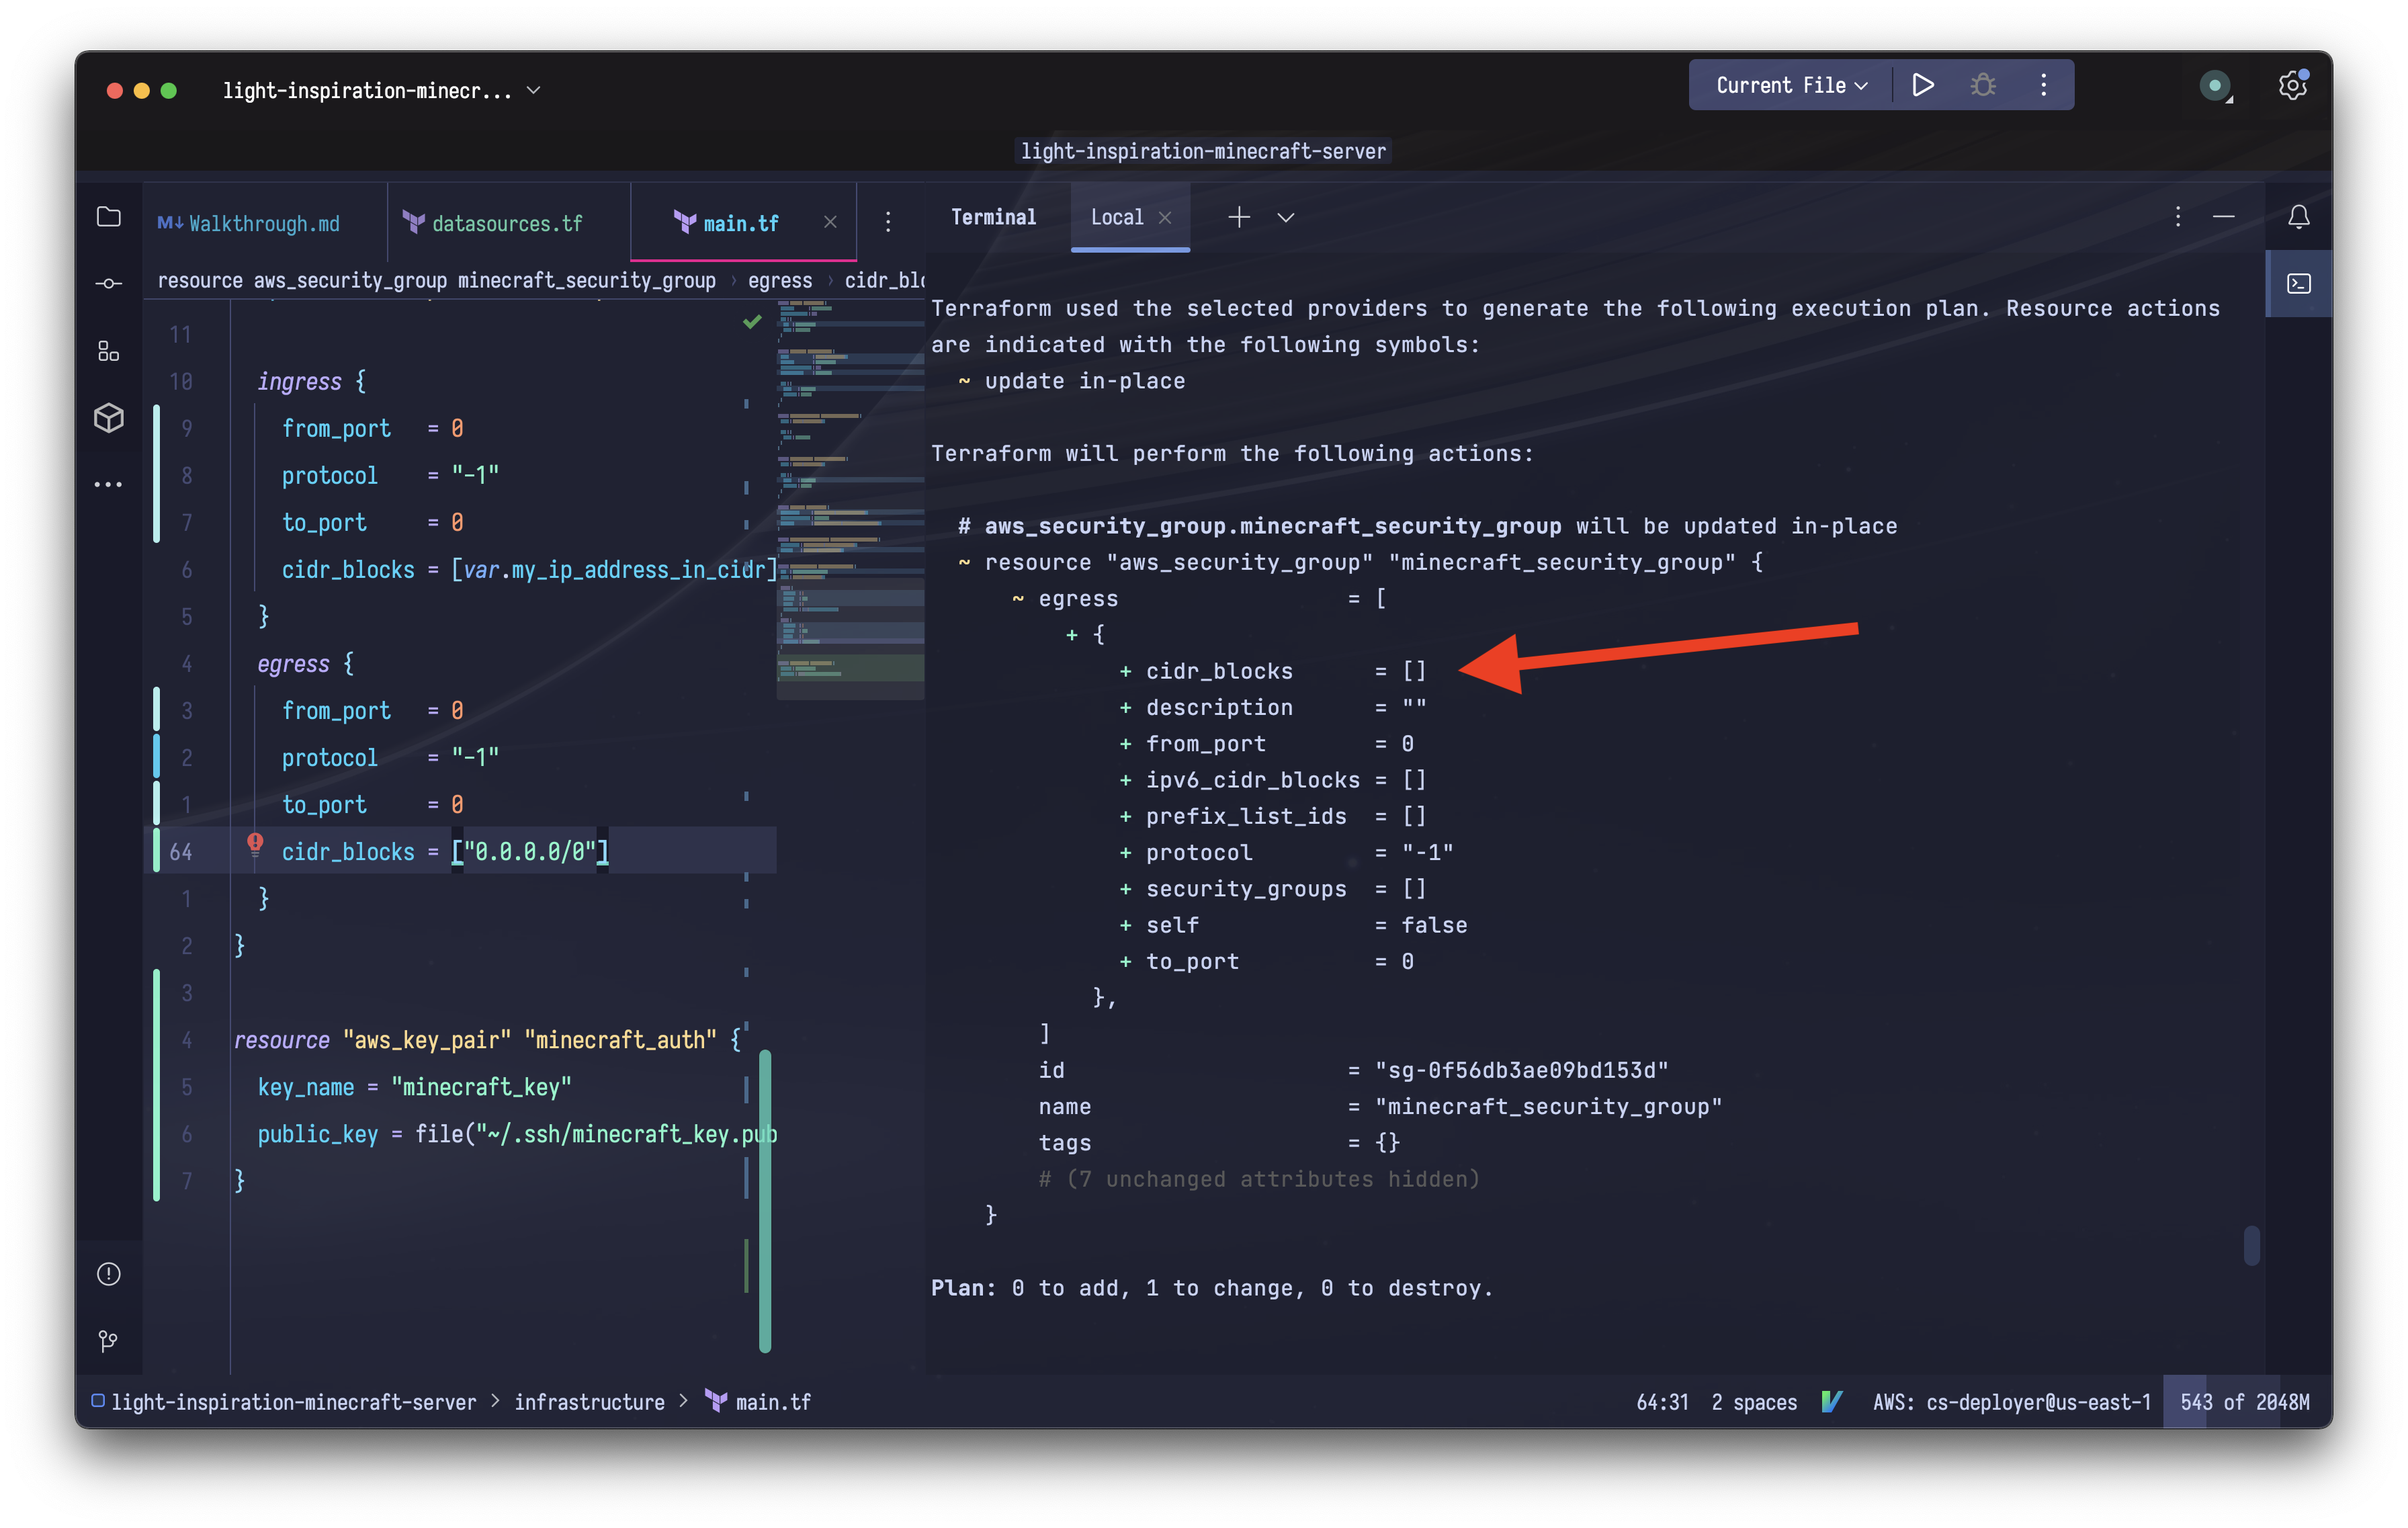 light-inspiration-minecr...
Current File
light-inspiration-minecraft-server
M↓ Walkthrough.md
datasources.tf
main.tf
resource aws_security_group minecraft_security_group › egress › cidr_blo
11
10 ingress {
9 from_port = 0
8 protocol = "-1"
7 to_port = 0
6 cidr_blocks = [var.my_ip_address_in_cidr]
5 }
4 egress {
3 from_port = 0
2 protocol = "-1"
1 to_port = 0
64 cidr_blocks = ["0.0.0.0/0"]
1 }
2 }
3
4 resource "aws_key_pair" "minecraft_auth" {
5 key_name = "minecraft_key"
6 public_key = file("~/.ssh/minecraft_key.pub
7 }
Terminal
Local
Terraform used the selected providers to generate the following execution plan. Resource actions
are indicated with the following symbols:
~ update in-place
Terraform will perform the following actions:
# aws_security_group.minecraft_security_group will be updated in-place
~ resource "aws_security_group" "minecraft_security_group" {
~ egress = [
+ {
+ cidr_blocks = []
+ description = ""
+ from_port = 0
+ ipv6_cidr_blocks = []
+ prefix_list_ids = []
+ protocol = "-1"
+ security_groups = []
+ self = false
+ to_port = 0
},
]
id = "sg-0f56db3ae09bd153d"
name = "minecraft_security_group"
tags = {}
# (7 unchanged attributes hidden)
}
Plan: 0 to add, 1 to change, 0 to destroy.
light-inspiration-minecraft-server > infrastructure > main.tf
64:31
2 spaces
AWS: cs-deployer@us-east-1
543 of 2048M